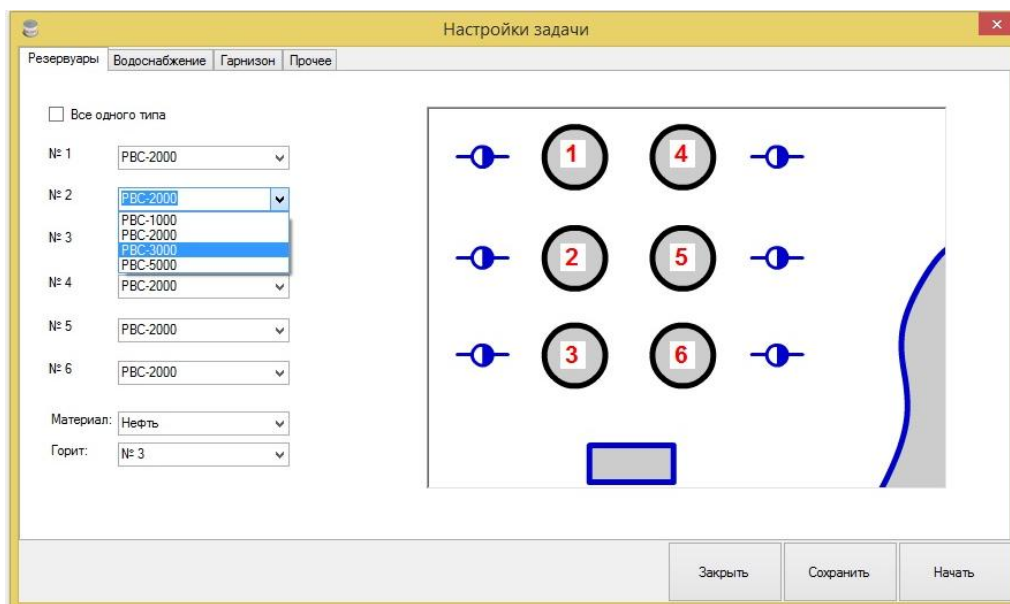 Настройки задачи
Резервуары Водоснабжение Гарнизон Прочее
Все одного типа
№ 1 РВС-2000
№ 2 РВС-2000
РВС-1000
РВС-2000
№ 3 РВС-3000
РВС-5000
№ 4 РВС-2000
№ 5 РВС-2000
№ 6 РВС-2000
Материал: Нефть
Горит: № 3
1 4
2 5
3 6
Закрыть Сохранить Начать